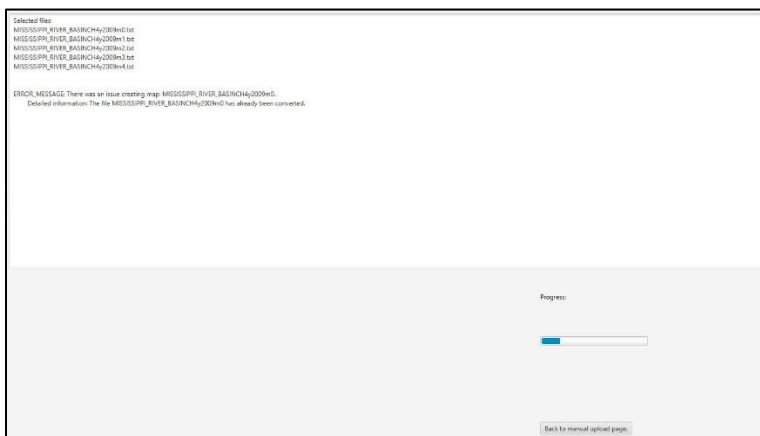 Selected files:
MISSISSIPPI_RIVER_BASINCH4y2009m0.txt
MISSISSIPPI_RIVER_BASINCH4y2009m1.txt
MISSISSIPPI_RIVER_BASINCH4y2009m2.txt
MISSISSIPPI_RIVER_BASINCH4y2009m3.txt
MISSISSIPPI_RIVER_BASINCH4y2009m4.txt
ERROR_MESSAGE: There was an issue creating map: MISSISSIPPI_RIVER_BASINCH4y2009m0.
Detailed information: The file MISSISSIPPI_RIVER_BASINCH4y2009m0 has already been converted.
Progress:
Back to manual upload page.